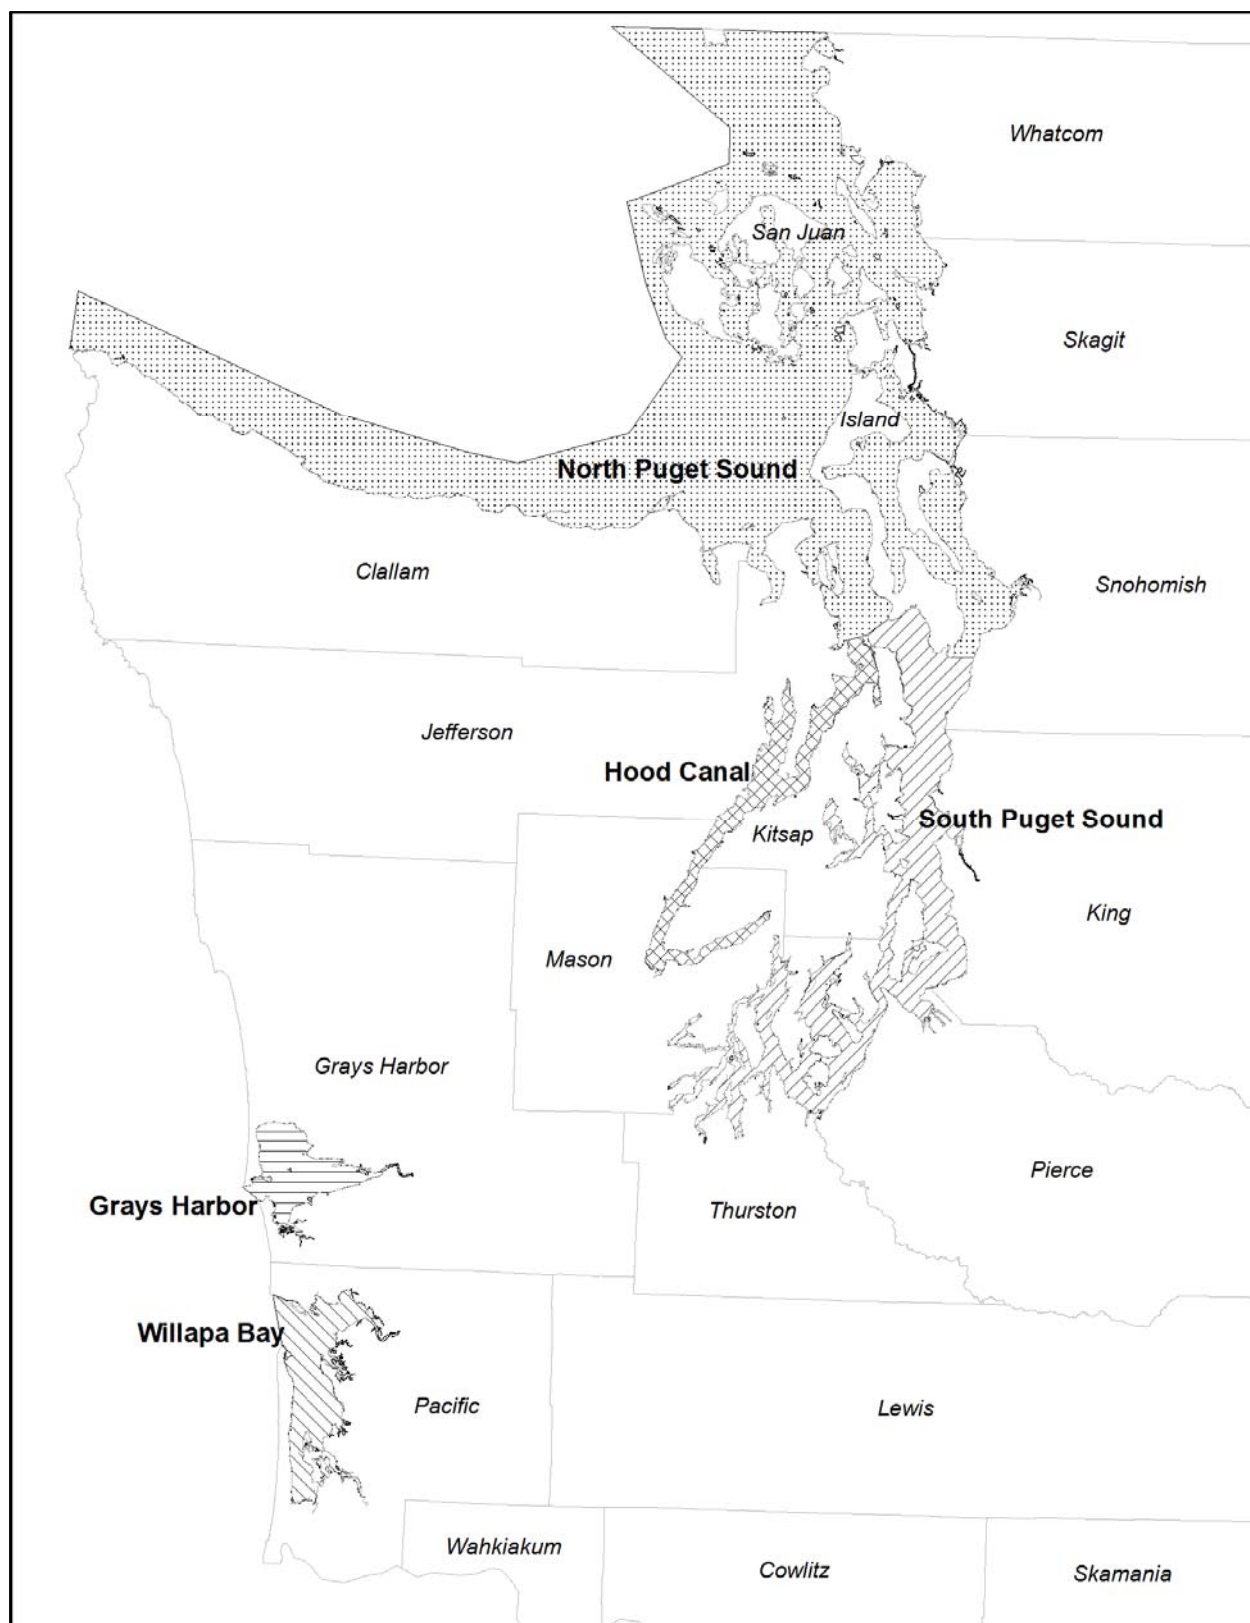 Whatcom
San Juan
Skagit
Island
North Puget Sound
Clallam
Snohomish
Jefferson
Hood Canal
South Puget Sound
Kitsap
King
Mason
Grays Harbor
Pierce
Grays Harbor
Thurston
Willapa Bay
Pacific
Lewis
Wahkiakum
Cowlitz
Skamania